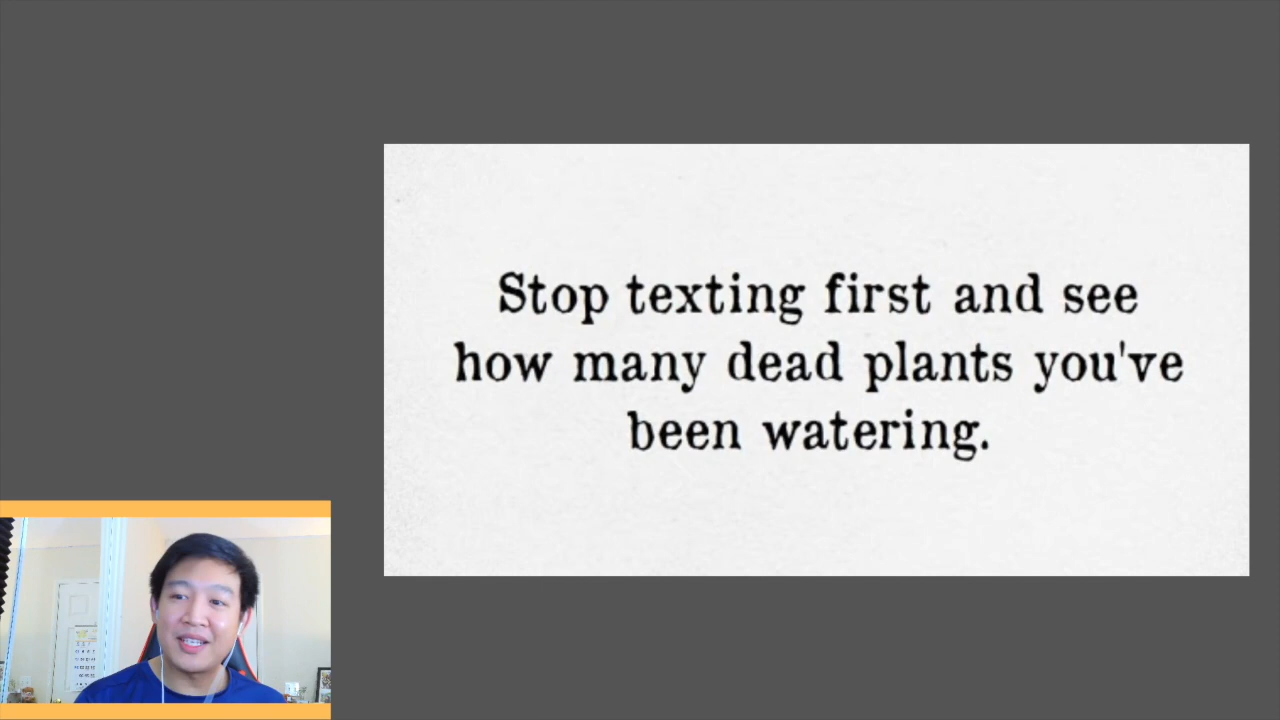 Stop texting first and see
how many dead plants you've
been watering.